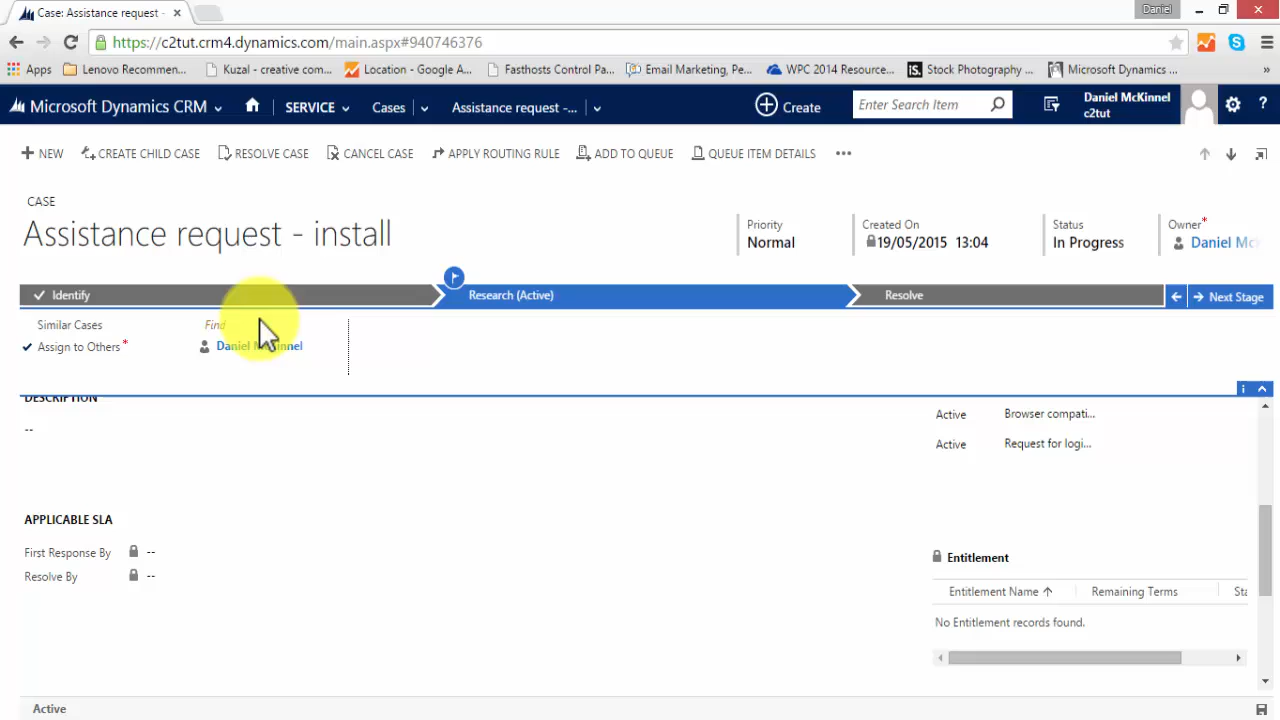 Case: Assistance request -
Daniel
https://c2tut.crm4.dynamics.com/main.aspx#940746376
Apps
Lenovo Recommen...
Kuzal - creative com...
Location - Google A...
Fasthosts Control Pa...
Email Marketing, Pe...
WPC 2014 Resource...
Stock Photography ...
Microsoft Dynamics ...
»
Microsoft Dynamics CRM
SERVICE
Cases
Assistance request -...
Create
Enter Search Item
Daniel McKinnel
c2tut
?
NEW
CREATE CHILD CASE
RESOLVE CASE
CANCEL CASE
APPLY ROUTING RULE
ADD TO QUEUE
QUEUE ITEM DETAILS
•••
CASE
Assistance request - install
Priority
Normal
Created On
19/05/2015 13:04
Status
In Progress
Owner*
Daniel McK
Identify
Research (Active)
Resolve
Next Stage
Similar Cases
Find
Assign to Others*
Daniel McKinnel
i
DESCRIPTION
--
Active
Browser compati...
Active
Request for logi...
APPLICABLE SLA
First Response By
--
Resolve By
--
Entitlement
Entitlement Name
Remaining Terms
Sta
No Entitlement records found.
Active